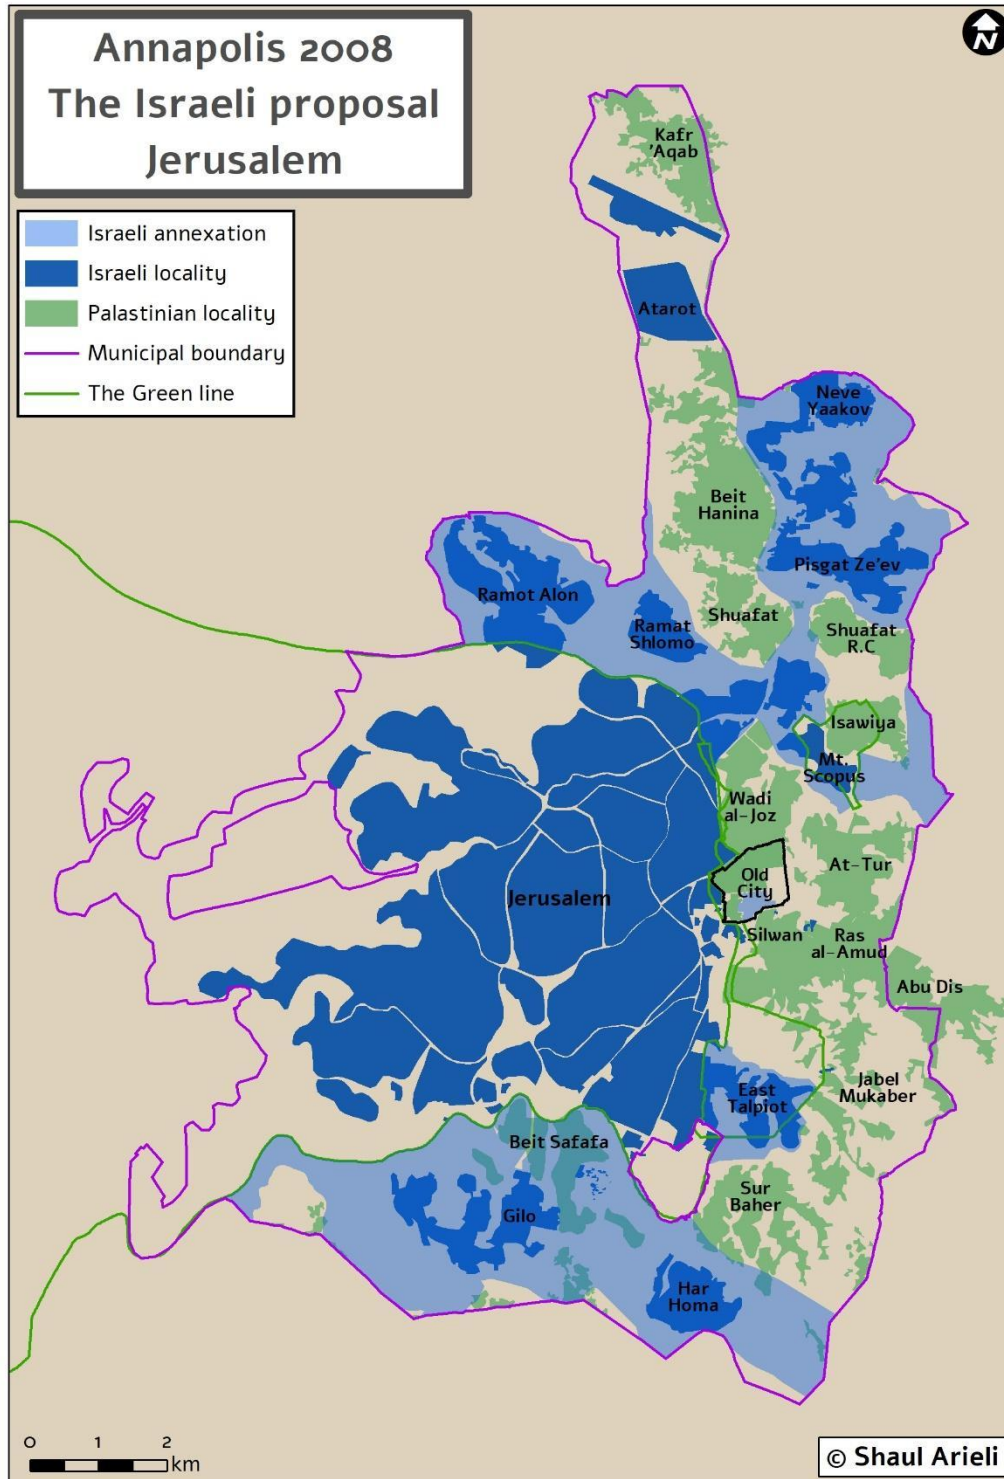 Annapolis 2008
The Israeli proposal
Jerusalem
N
Israeli annexation
Israeli locality
Palastinian locality
Municipal boundary
The Green line
Kafr
'Aqab
Atarot
Neve
Yaakov
Beit
Hanina
Pisgat Ze'ev
Ramot Alon
Ramat
Shlomo
Shuafat
Shuafat
R.C
Isawiya
Mt.
Scopus
Wadi
al-Joz
At-Tur
Old
City
Jerusalem
Silwan
Ras
al-Amud
Abu Dis
East
Talpiot
Jabel
Mukaber
Beit Safafa
Sur
Baher
Gilo
Har
Homa
0 1 2
km
© Shaul Arieli